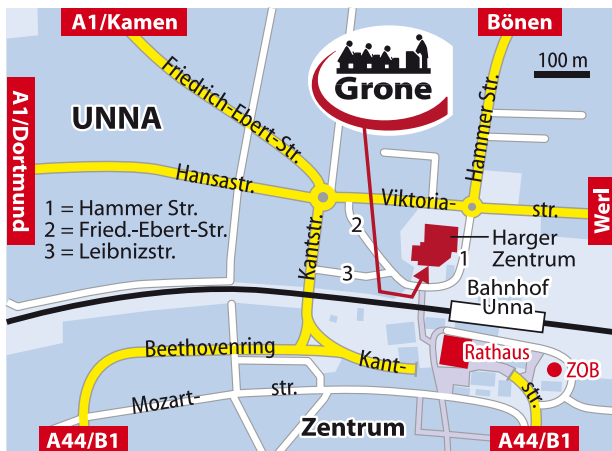 A1/Kamen
Bönen
100 m
Grone
UNNA
A1/Dortmund
Friedrich-Ebert-Str.
Hammer Str.
Hansastr.
Viktoria-
str.
Werl
1 = Hammer Str.
2 = Fried.-Ebert-Str.
3 = Leibnizstr.
Kantstr.
2
3
1
Harger
Zentrum
Bahnhof
Unna
Beethovenring
Kant-
str.
Rathaus
ZOB
Mozart-
str.
Zentrum
A44/B1
A44/B1